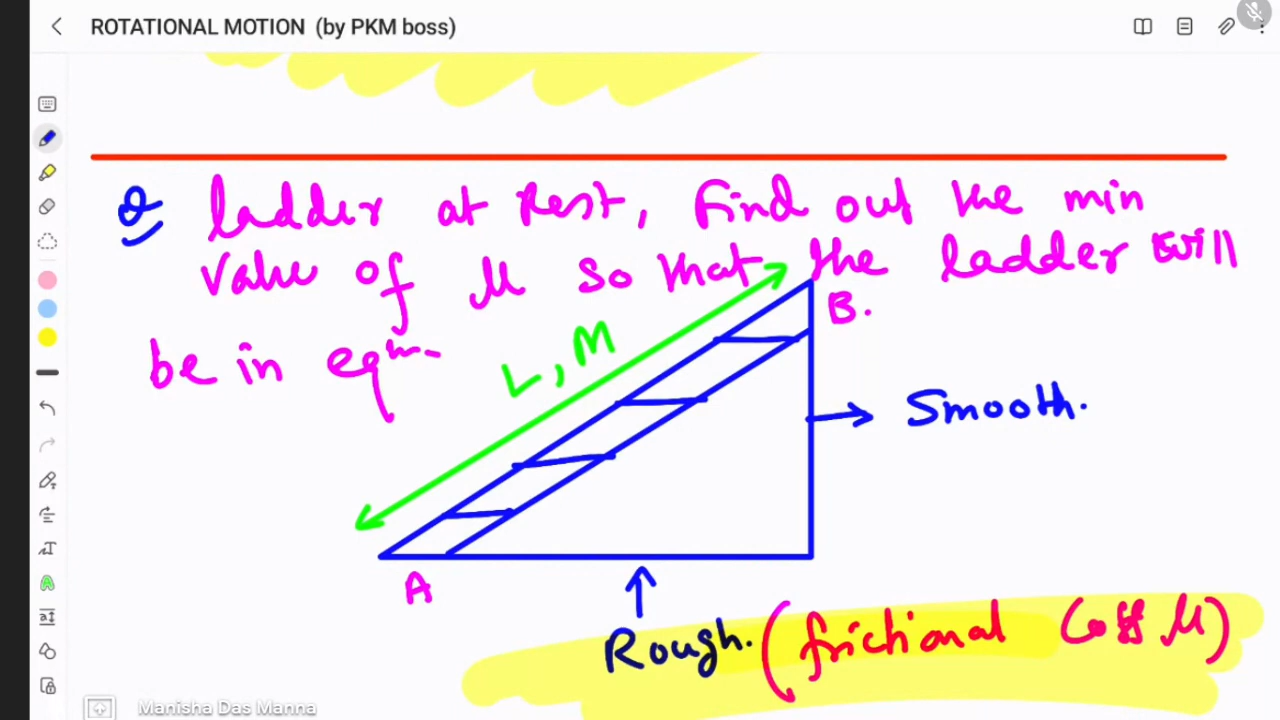 ROTATIONAL MOTION (by PKM boss)
Q ladder at Rest, Find out the min
value of μ so that the ladder will
be in eqm
B.
L, M
Smooth.
A
Rough. (frictional Coff μ)
Manisha Das Manna